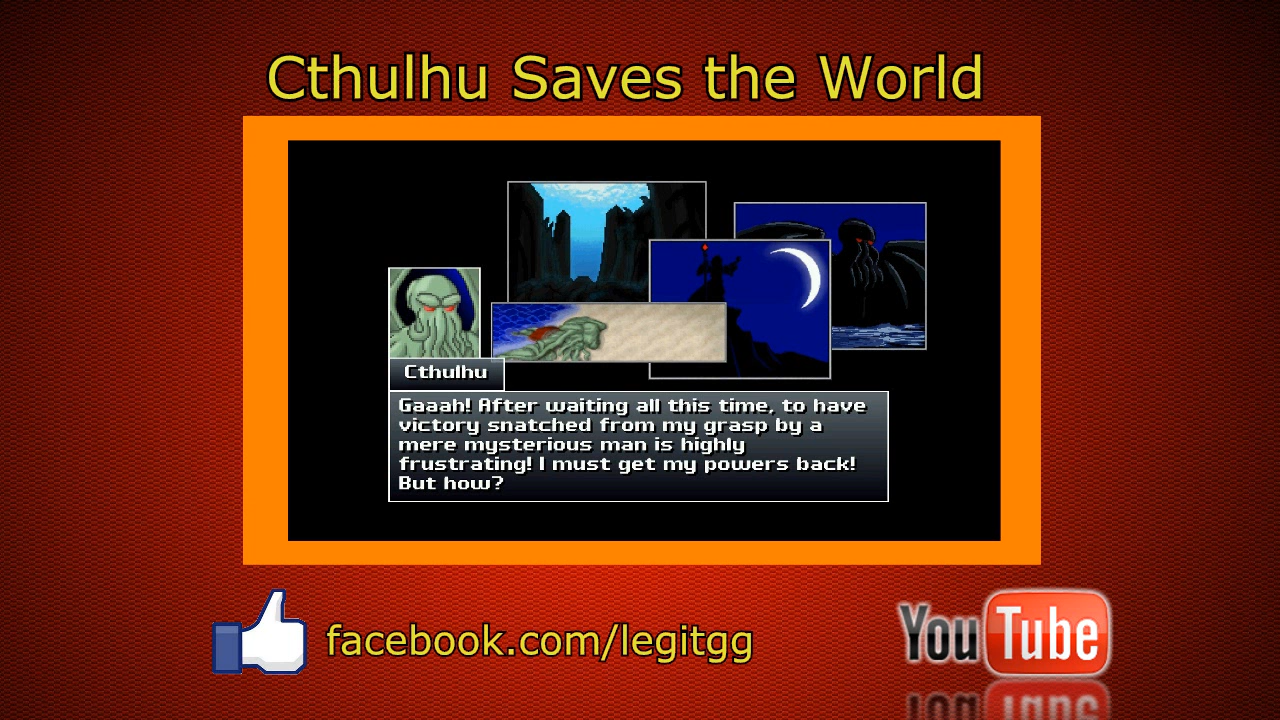 Cthulhu Saves the World
Cthulhu
Gaaah! After waiting all this time, to have
victory snatched from my grasp by a
mere mysterious man is highly
frustrating! I must get my powers back!
But how?
facebook.com/legitgg
YouTube